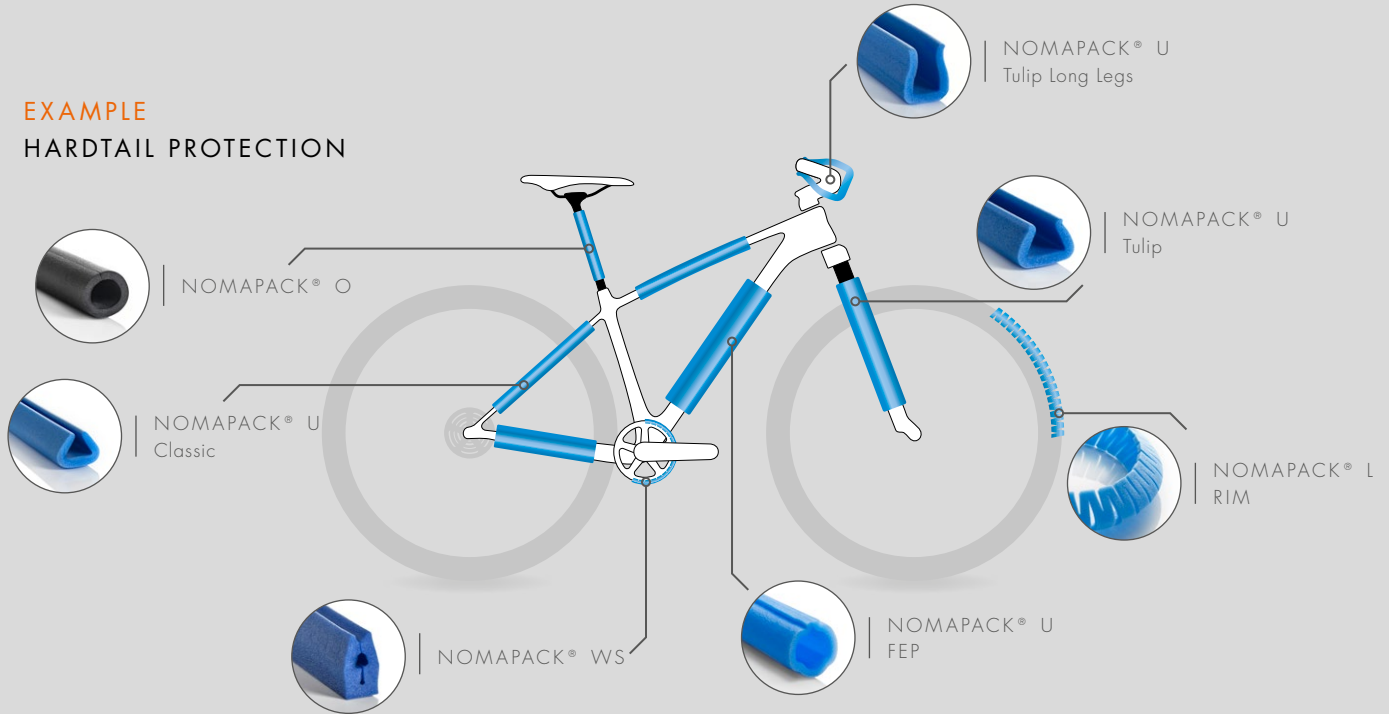 EXAMPLE
HARDTAIL PROTECTION
NOMAPACK® U
Tulip Long Legs
NOMAPACK® U
Tulip
NOMAPACK® O
NOMAPACK® U
Classic
NOMAPACK® L
RIM
NOMAPACK® WS
NOMAPACK® U
FEP